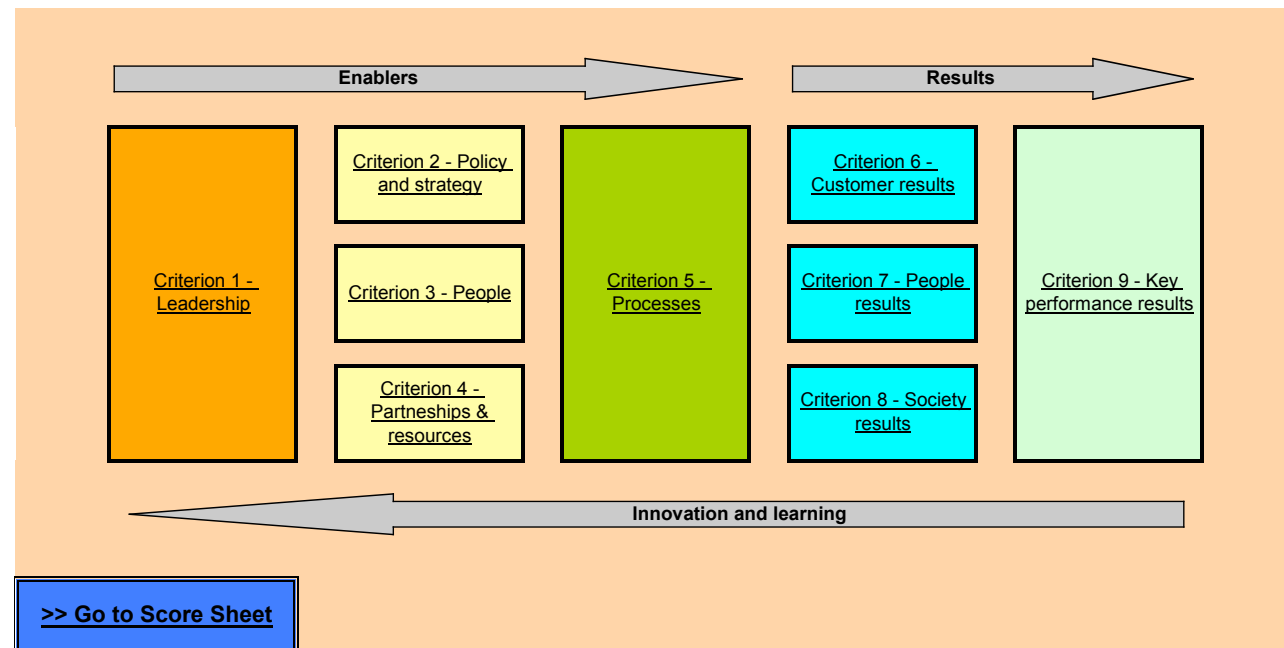 Enablers
Results
Criterion 1 -
Leadership
Criterion 2 - Policy
and strategy
Criterion 3 - People
Criterion 4 -
Partneships &
resources
Criterion 5 -
Processes
Criterion 6 -
Customer results
Criterion 7 - People
results
Criterion 8 - Society
results
Criterion 9 - Key
performance results
Innovation and learning
>> Go to Score Sheet